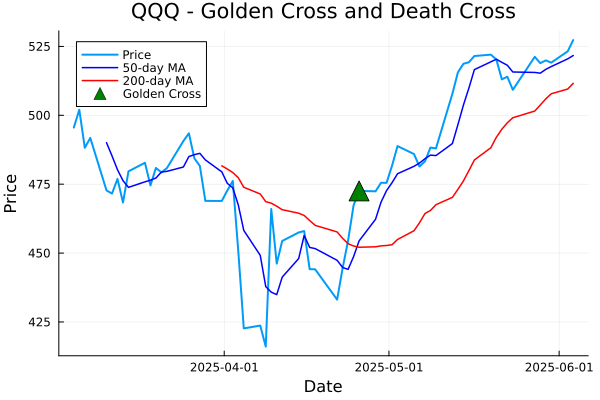 QQQ - Golden Cross and Death Cross
Price
50-day MA
200-day MA
Golden Cross
525
500
475
450
425
Price
2025-04-01
2025-05-01
2025-06-01
Date